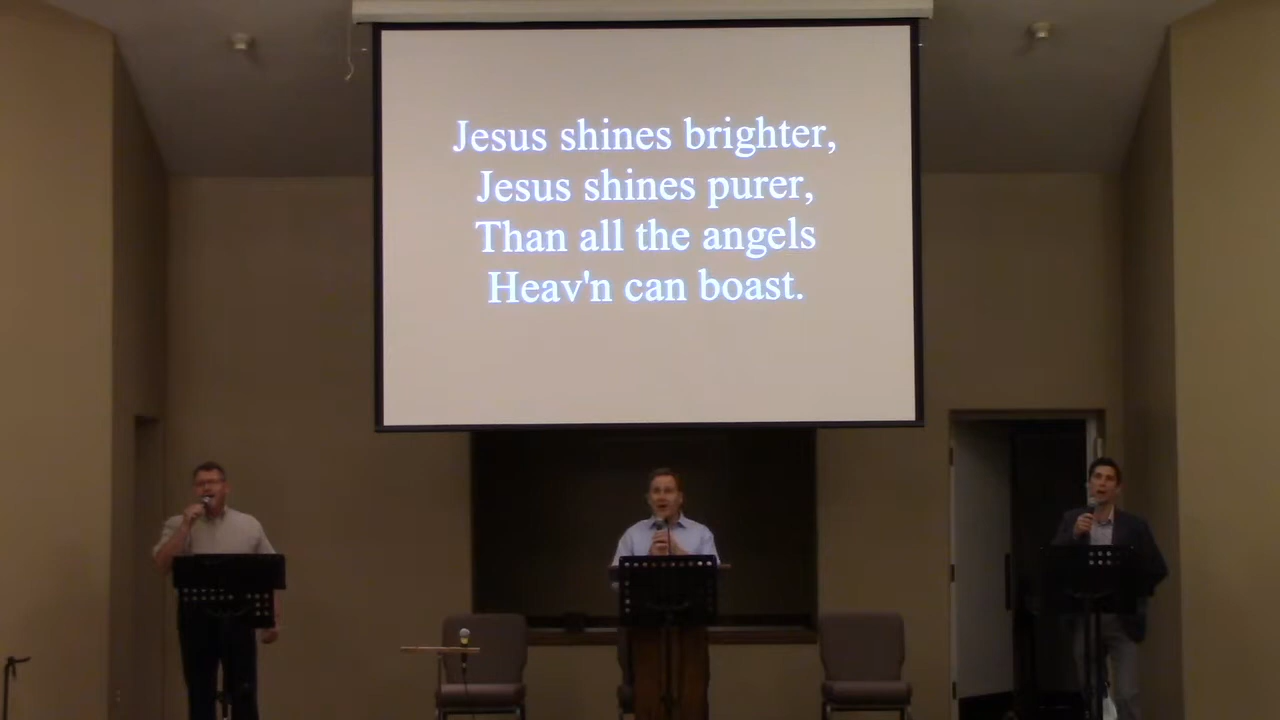 Jesus shines brighter,
Jesus shines purer,
Than all the angels
Heav'n can boast.